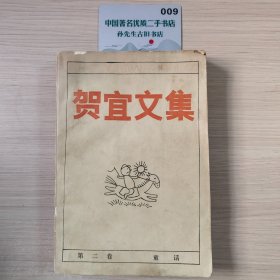 009
中国著名优质二手书店
孙先生古旧书店
贺宜文集
第二卷 童话